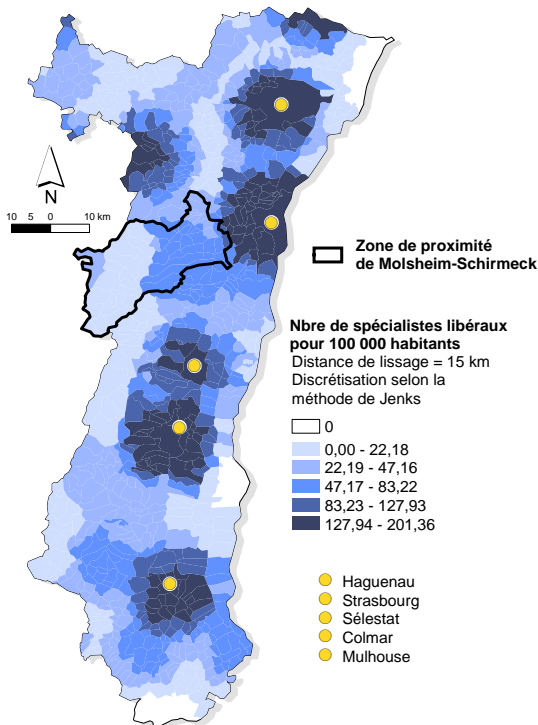 N
10 5 0 10 km
Zone de proximité
de Molsheim-Schirmeck
Nbre de spécialistes libéraux
pour 100 000 habitants
Distance de lissage = 15 km
Discrétisation selon la
méthode de Jenks
0
0,00 - 22,18
22,19 - 47,16
47,17 - 83,22
83,23 - 127,93
127,94 - 201,36
Haguenau
Strasbourg
Sélestat
Colmar
Mulhouse